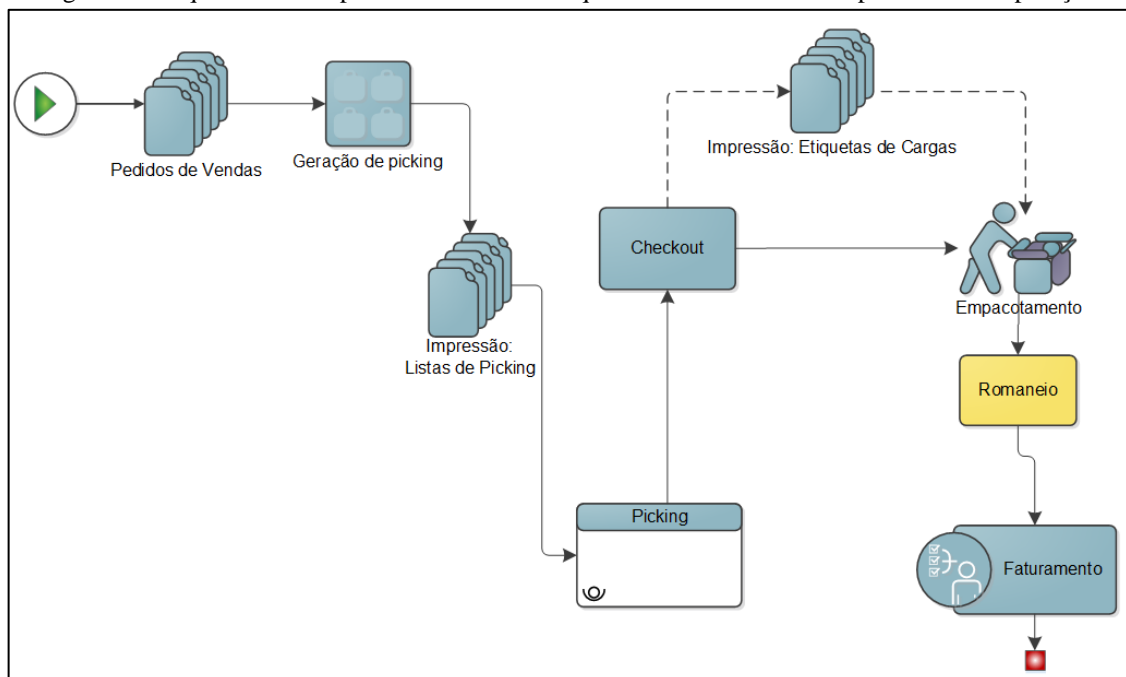 Pedidos de Vendas
Geração de picking
Impressão:
Listas de Picking
Picking
Checkout
Impressão: Etiquetas de Cargas
Empacotamento
Romaneio
Faturamento